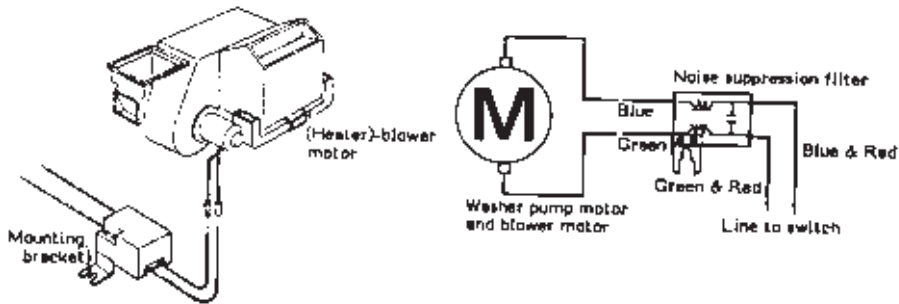 (Heater)-blower
motor
Mounting
bracket
M
Noise suppression filter
Blue
Green
Green & Red
Blue & Red
Washer pump motor
and blower motor
Line to switch